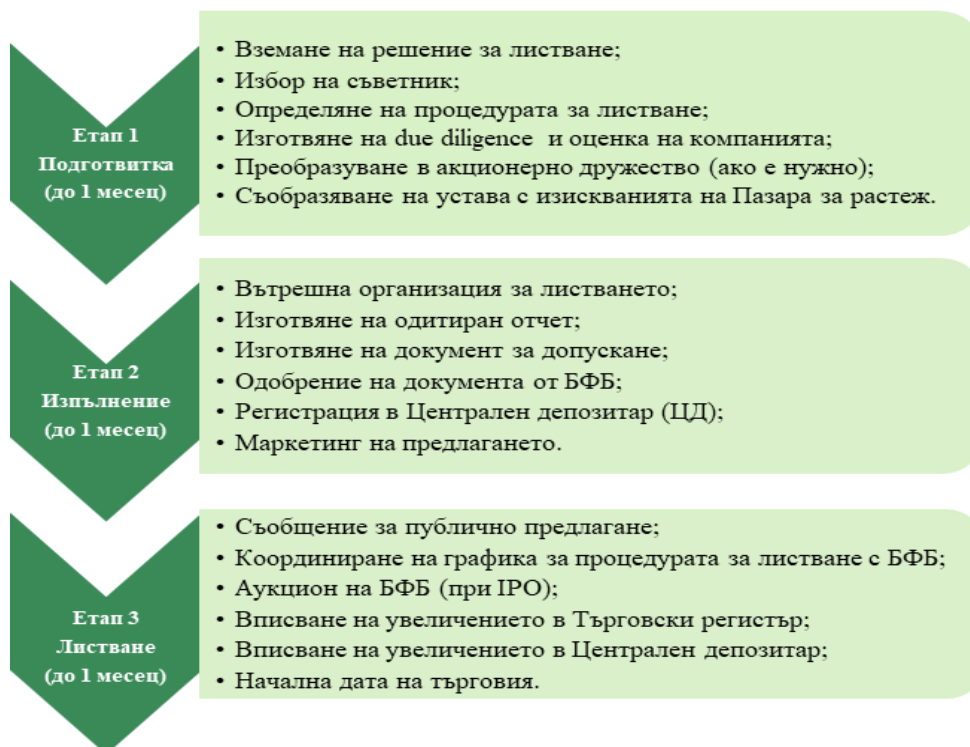 Етап 1
Подготвитка
(до 1 месец)
• Вземане на решение за листване;
• Избор на съветник;
• Определяне на процедурата за листване;
• Изготвяне на due diligence и оценка на компанията;
• Преобразуване в акционерно дружество (ако е нужно);
• Съобразяване на устава с изискванията на Пазара за растеж.
Етап 2
Изпълнение
(до 1 месец)
• Вътрешна организация за листването;
• Изготвяне на одитиран отчет;
• Изготвяне на документ за допускане;
• Одобрение на документа от БФБ;
• Регистрация в Централен депозитар (ЦД);
• Маркетинг на предлагането.
Етап 3
Листване
(до 1 месец)
• Съобщение за публично предлагане;
• Координиране на графика за процедурата за листване с БФБ;
• Аукцион на БФБ (при IPO);
• Вписване на увеличението в Търговски регистър;
• Вписване на увеличението в Централен депозитар;
• Начална дата на търговия.